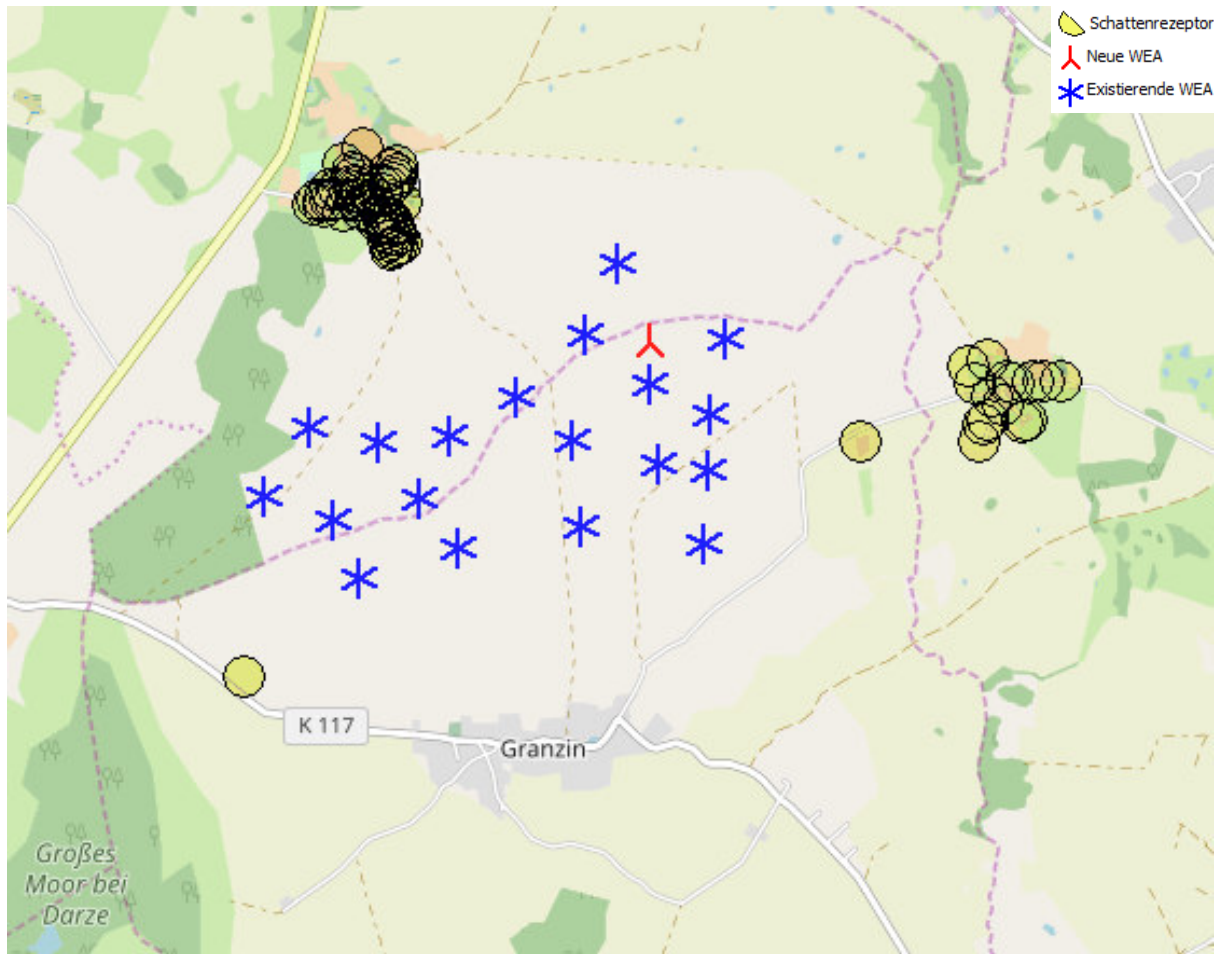 Schattenrezeptor
Neue WEA
Existierende WEA
K 117
Granzin
Großes
Moor bei
Darze